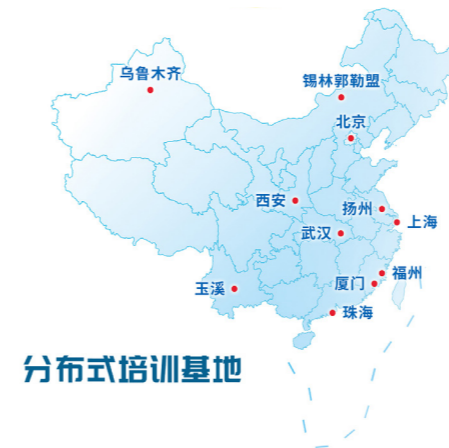 乌鲁木齐
锡林郭勒盟
北京
西安
扬州
上海
武汉
福州
玉溪
厦门
珠海
分布式培训基地